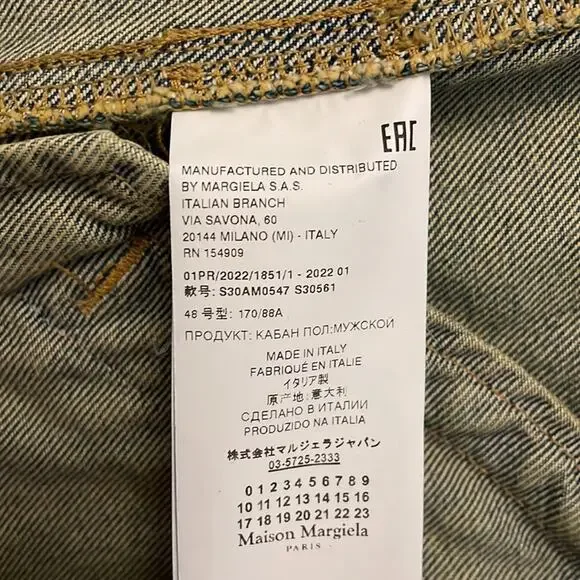 EAC
MANUFACTURED AND DISTRIBUTED
BY MARGIELA S.A.S.
ITALIAN BRANCH
VIA SAVONA, 60
20144 MILANO (MI) - ITALY
RN 154909
01PR/2022/1851/1 - 2022 01
款号: S30AM0547 S30561
48 号型: 170/88A
ПРОДУКТ: КАБАН ПОЛ:МУЖСКОЙ
MADE IN ITALY
FABRIQUÉ EN ITALIE
イタリア製
原产地:意大利
СДЕЛАНО В ИТАЛИИ
PRODUZIDO NA ITALIA
株式会社マルジェラジャパン
03-5725-2333
0 1 2 3 4 5 6 7 8 9
10 11 12 13 14 15 16
17 18 19 20 21 22 23
Maison Margiela
PARIS